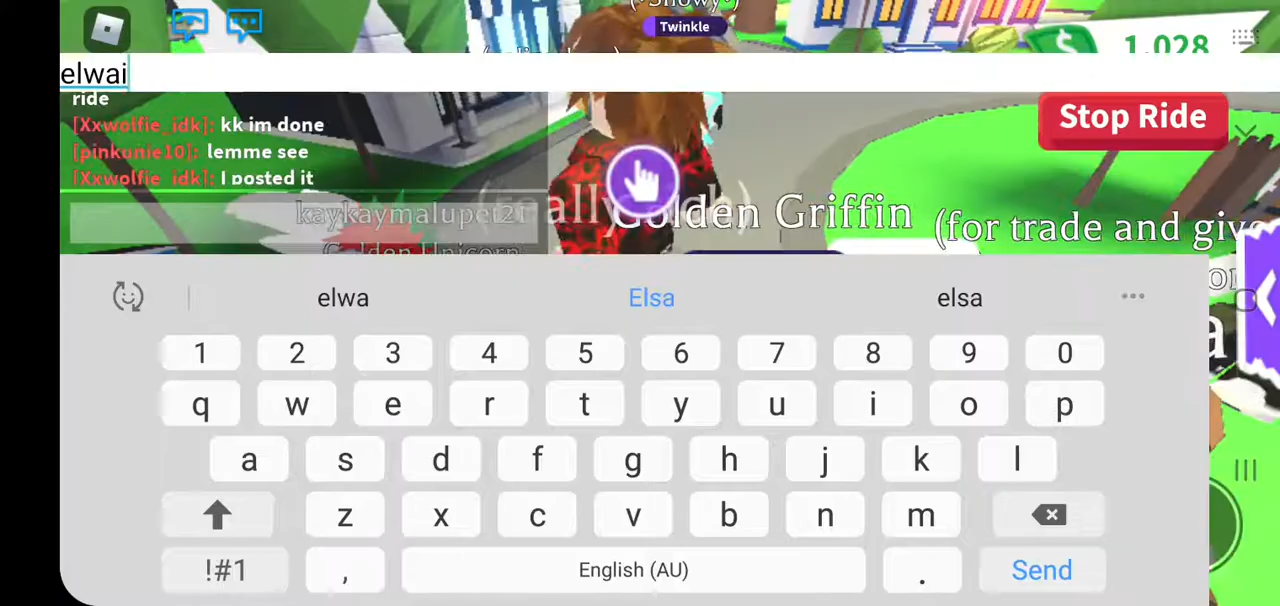 Twinkle
1,028
elwai
ride
[Xxwolfie_idk]: kk im done
[pinkunie10]: lemme see
[Xxwolfie_idk]: I posted it
Stop Ride
kaykaymalupet21
Golden Unicorn
Golden Griffin
(for trade and give
elwa Elsa elsa
1 2 3 4 5 6 7 8 9 0
q w e r t y u i o p
a s d f g h j k l
z x c v b n m
!#1 , English (AU) . Send